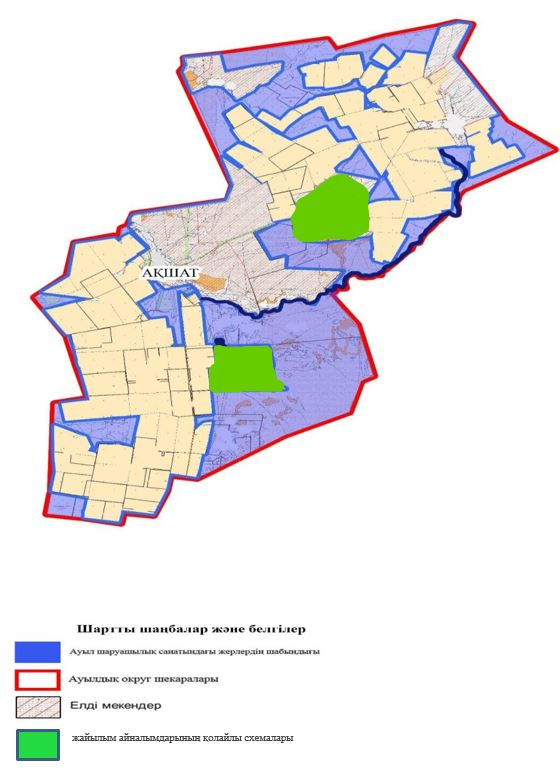 АҚШАТ
Шартты шаңбалар және белгілер
Ауыл шаруашылық санатындағы жерлердің шабындығы
Ауылдық округ шекаралары
Елді мекендер
жайылым айналымдарының қолайлы схемалары